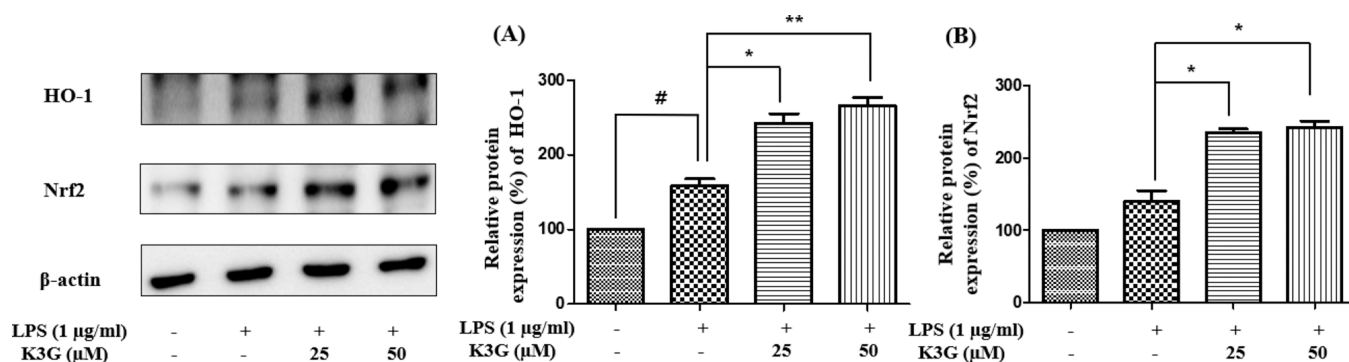 HO-1
Nrf2
β-actin
LPS (1 μg/ml) - + + +
K3G (μM) - - 25 50
(A)
Relative protein
expression (%) of HO-1
300
200
100
0
#
*
**
LPS (1 μg/ml) - + + +
K3G (μM) - - 25 50
(B)
Relative protein
expression (%) of Nrf2
300
200
100
0
*
*
LPS (1 μg/ml) - + + +
K3G (μM) - - 25 50